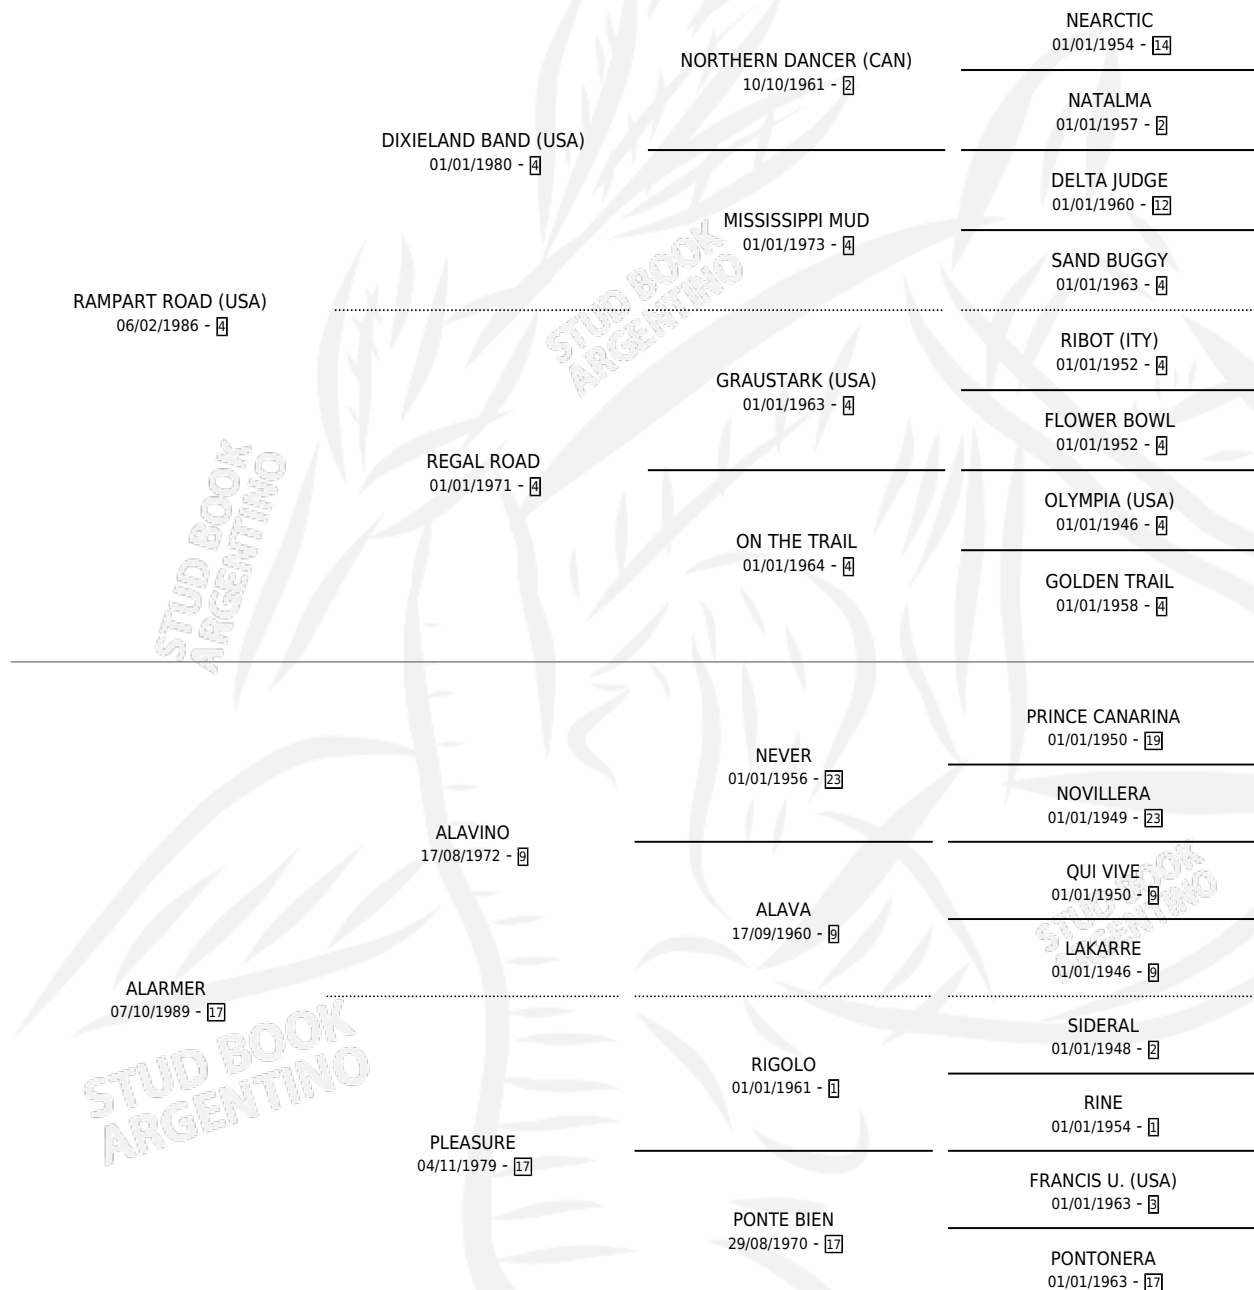 NEARCTIC
01/01/1954 - 14
NORTHERN DANCER (CAN)
10/10/1961 - 2
NATALMA
01/01/1957 - 2
DIXIELAND BAND (USA)
01/01/1980 - 4
DELTA JUDGE
01/01/1960 - 12
MISSISSIPPI MUD
01/01/1973 - 4
SAND BUGGY
01/01/1963 - 4
RAMPART ROAD (USA)
06/02/1986 - 4
RIBOT (ITY)
01/01/1952 - 4
GRAUSTARK (USA)
01/01/1963 - 4
FLOWER BOWL
01/01/1952 - 4
REGAL ROAD
01/01/1971 - 4
OLYMPIA (USA)
01/01/1946 - 4
ON THE TRAIL
01/01/1964 - 4
GOLDEN TRAIL
01/01/1958 - 4
STUD BOOK
ARGENTINO
STUD BOOK
ARGENTINO
PRINCE CANARINA
01/01/1950 - 19
NEVER
01/01/1956 - 23
NOVILLERA
01/01/1949 - 23
ALAVINO
17/08/1972 - 9
QUI VIVE
01/01/1950 - 9
ALAVA
17/09/1960 - 9
LAKARRE
01/01/1946 - 9
STUD BOOK
ARGENTINO
ALARMER
07/10/1989 - 17
SIDERAL
01/01/1948 - 2
RIGOLO
01/01/1961 - 1
RINE
01/01/1954 - 1
STUD BOOK
ARGENTINO
PLEASURE
04/11/1979 - 17
FRANCIS U. (USA)
01/01/1963 - 3
PONTE BIEN
29/08/1970 - 17
PONTONERA
01/01/1963 - 17